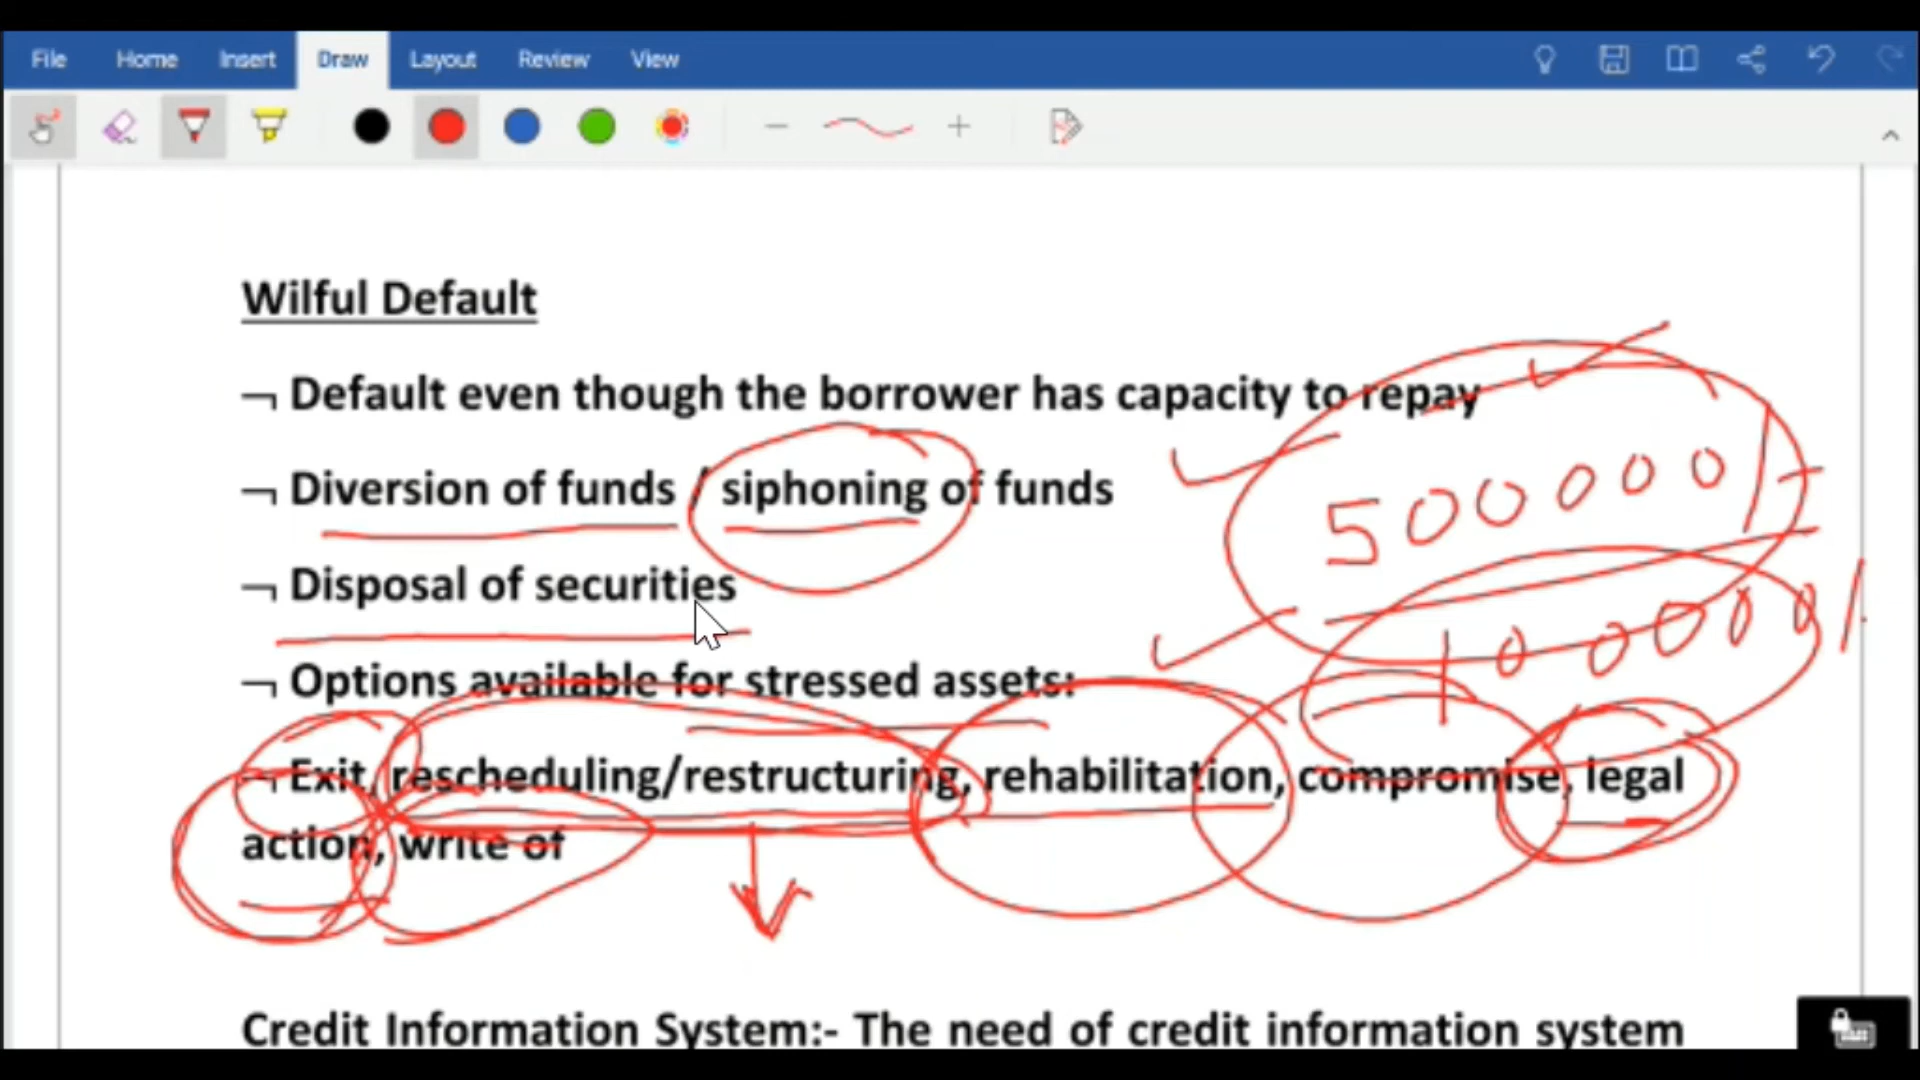 File Home Insert Draw Layout Review View
Wilful Default
¬ Default even though the borrower has capacity to repay
¬ Diversion of funds / siphoning of funds
500000/-
¬ Disposal of securities
100000/-
¬ Options available for stressed assets:
¬ Exit, rescheduling/restructuring, rehabilitation, compromise, legal
action, write of
Credit Information System:- The need of credit information system